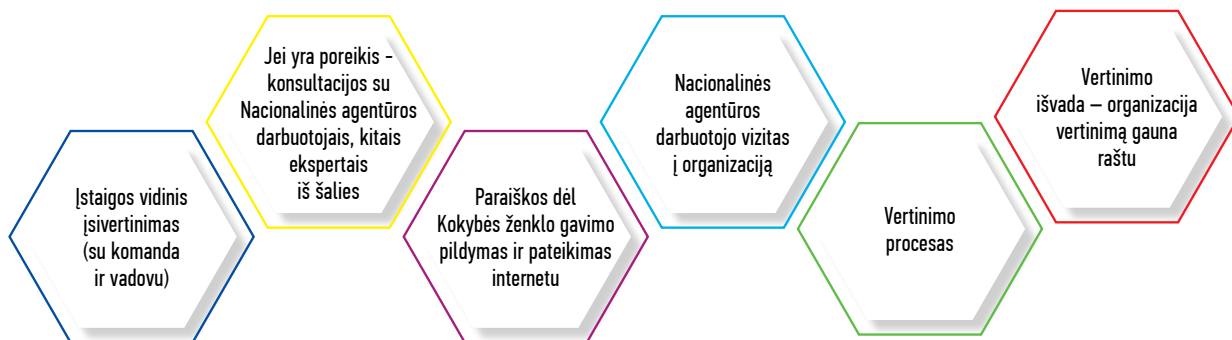 Įstaigos vidinis
įsivertinimas
(su komanda
ir vadovu)
Jei yra poreikis -
konsultacijos su
Nacionalinės agentūros
darbuotojais, kitais
ekspertais
iš šalies
Paraiškos dėl
Kokybės ženklo gavimo
pildymas ir pateikimas
internetu
Nacionalinės
agentūros
darbuotojo vizitas
į organizaciją
Vertinimo
procesas
Vertinimo
išvada – organizacija
vertinimą gauna
raštu